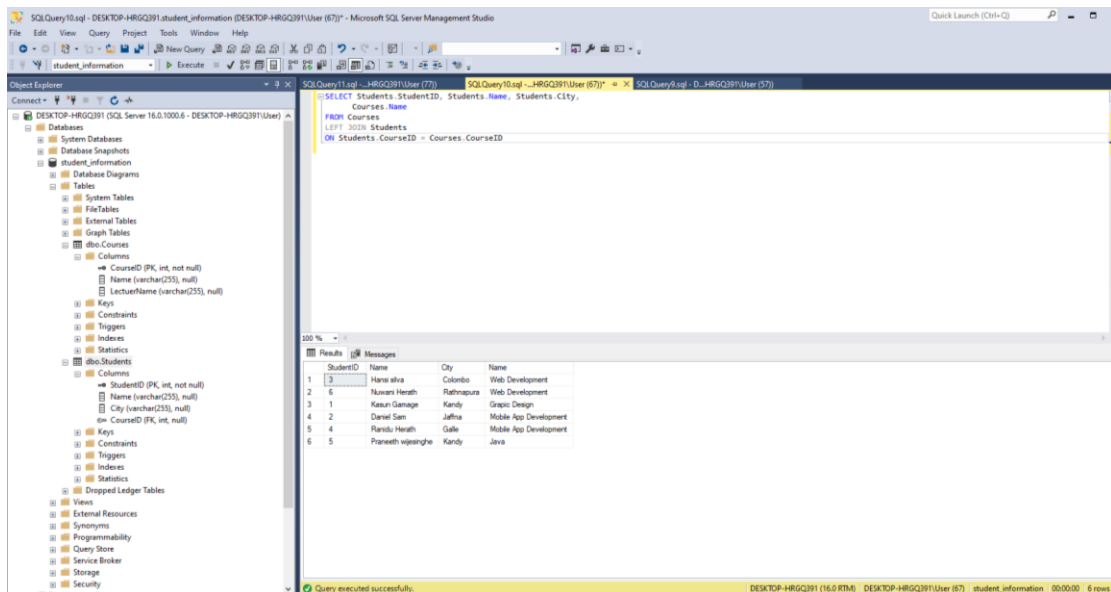 SQLQuery10.sql - DESKTOP-HRGQ391.student_information (DESKTOP-HRGQ391\User (67))* - Microsoft SQL Server Management Studio
Quick Launch (Ctrl+Q)
File Edit View Query Project Tools Window Help
New Query
student_information Execute
Object Explorer
SQLQuery11.sql -...HRGQ391\User (77)) SQLQuery10.sql -...HRGQ391\User (67))* SQLQuery9.sql - D...HRGQ391\User (57))
Connect
DESKTOP-HRGQ391 (SQL Server 16.0.1000.6 - DESKTOP-HRGQ391\User)
Databases
System Databases
Database Snapshots
student_information
Database Diagrams
Tables
System Tables
FileTables
External Tables
Graph Tables
dbo.Courses
Columns
CourseID (PK, int, not null)
Name (varchar(255), null)
LectuerName (varchar(255), null)
Keys
Constraints
Triggers
Indexes
Statistics
dbo.Students
Columns
StudentID (PK, int, not null)
Name (varchar(255), null)
City (varchar(255), null)
CourseID (FK, int, null)
Keys
Constraints
Triggers
Indexes
Statistics
Dropped Ledger Tables
Views
External Resources
Synonyms
Programmability
Query Store
Service Broker
Storage
Security
SELECT Students.StudentID, Students.Name, Students.City,
Courses.Name
FROM Courses
LEFT JOIN Students
ON Students.CourseID = Courses.CourseID
100 %
Results Messages
StudentID Name City Name
1 3 Hansi silva Colombo Web Development
2 6 Nuwani Herath Rathnapura Web Development
3 1 Kasun Gamage Kandy Grapic Design
4 2 Daniel Sam Jaffna Mobile App Development
5 4 Ranidu Herath Galle Mobile App Development
6 5 Praneeth wijesinghe Kandy Java
Query executed successfully.
DESKTOP-HRGQ391 (16.0 RTM) DESKTOP-HRGQ391\User (67) student_information 00:00:00 6 rows